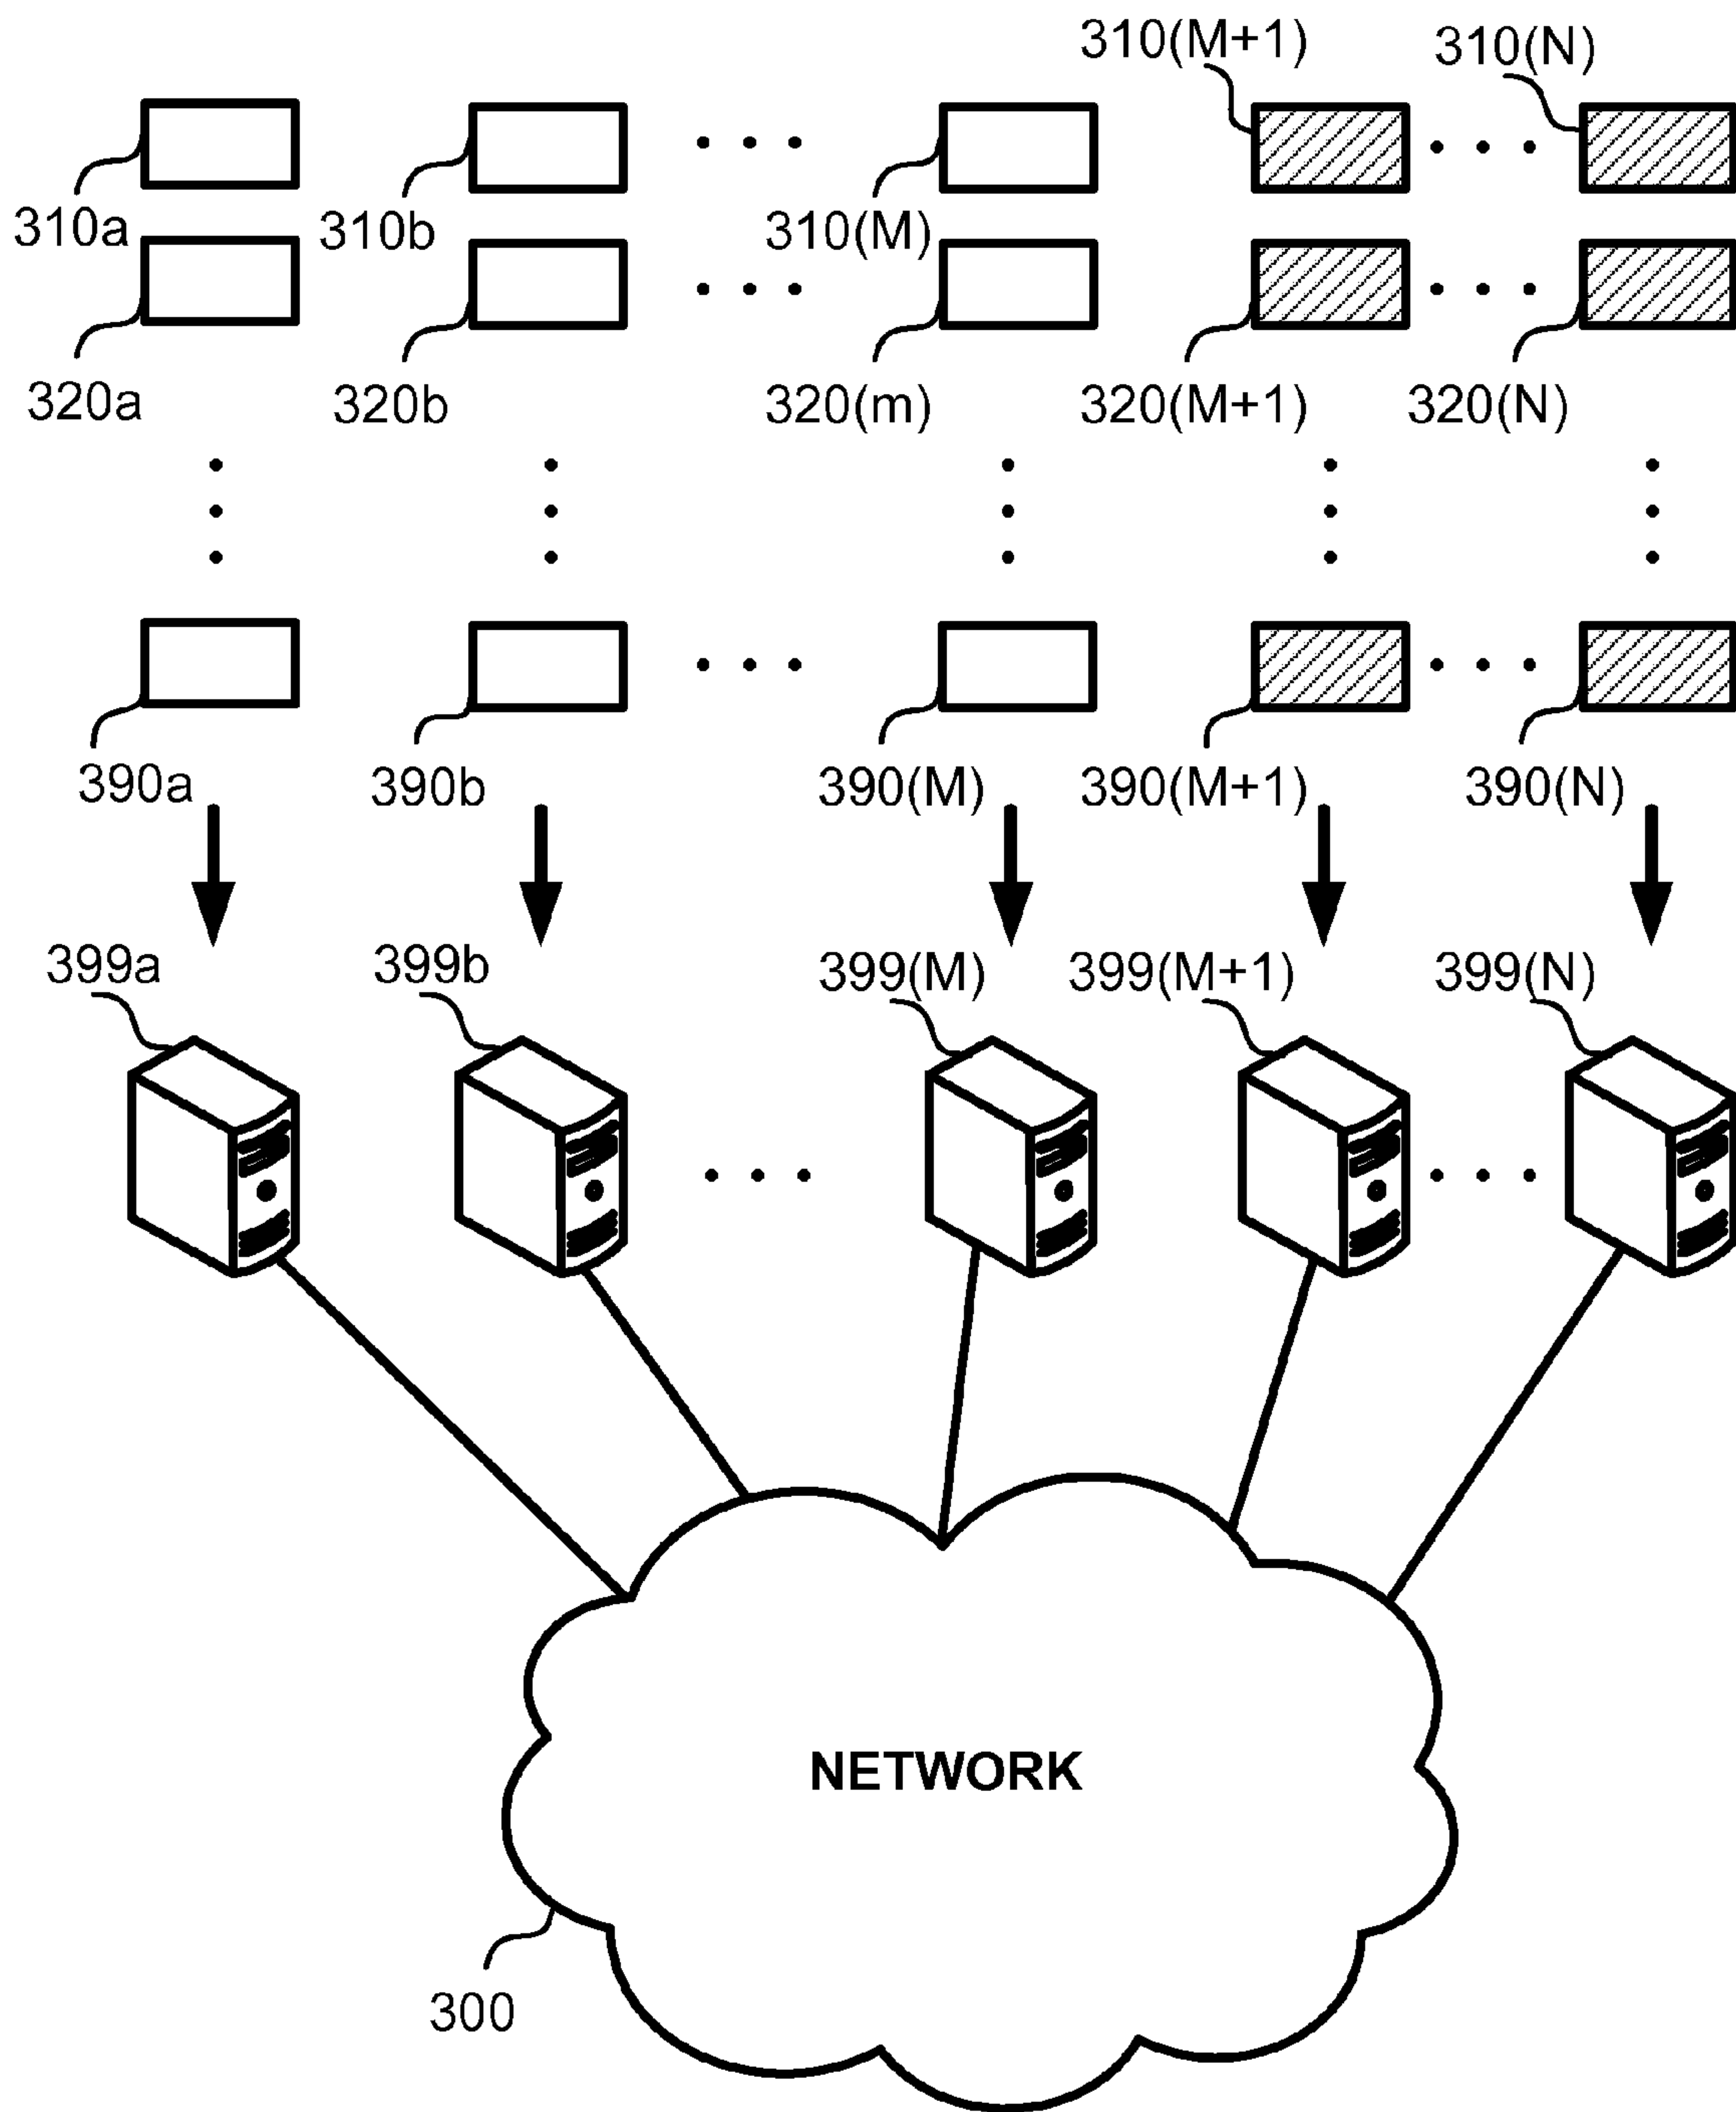 310(M+1) 310(N)
310a 310b 310(M)
320a 320b 320(m) 320(M+1) 320(N)
390a 390b 390(M) 390(M+1) 390(N)
399a 399b 399(M) 399(M+1) 399(N)
NETWORK
300